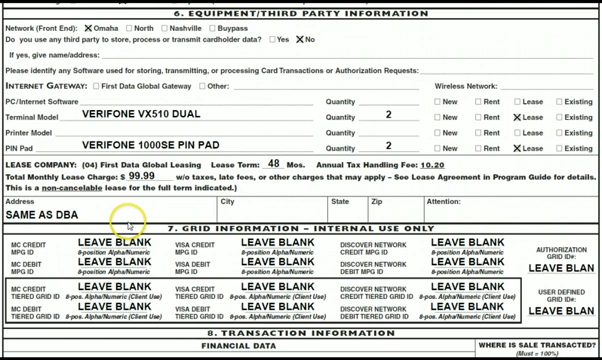 6. EQUIPMENT/THIRD PARTY INFORMATION
Network (Front End): X Omaha North Nashville Buypass
Do you use any third party to store, process or transmit cardholder data? Yes X No
If yes, give name/address:
Please identify any Software used for storing, transmitting, or processing Card Transactions or Authorization Requests:
INTERNET GATEWAY: First Data Global Gateway Other: Wireless Network:
PC/Internet Software Quantity New Rent Lease Existing
Terminal Model VERIFONE VX510 DUAL Quantity 2 New Rent X Lease Existing
Printer Model Quantity New Rent Lease Existing
PIN Pad VERIFONE 1000SE PIN PAD Quantity 2 New Rent X Lease Existing
LEASE COMPANY: (04) First Data Global Leasing Lease Term: 48 Mos. Annual Tax Handling Fee: 10.20
Total Monthly Lease Charge: $ 99.99 w/o taxes, late fees, or other charges that may apply – See Lease Agreement in Program Guide for details.
This is a non-cancelable lease for the full term indicated.)
Address City State Zip Attention:
SAME AS DBA
7. GRID INFORMATION – INTERNAL USE ONLY
MC CREDIT LEAVE BLANK VISA CREDIT LEAVE BLANK DISCOVER NETWORK LEAVE BLANK AUTHORIZATION
MPG ID 8-position Alpha/Numeric MPG ID 8-position Alpha/Numeric CREDIT MPG ID 8-position Alpha/Numeric GRID ID#:
MC DEBIT LEAVE BLANK VISA DEBIT LEAVE BLANK DISCOVER NETWORK LEAVE BLANK LEAVE BLAN
MPG ID 8-position Alpha/Numeric MPG ID 8-position Alpha/Numeric DEBIT MPG ID 8-position Alpha/Numeric
MC CREDIT LEAVE BLANK VISA CREDIT LEAVE BLANK DISCOVER NETWORK LEAVE BLANK USER DEFINED
TIERED GRID ID 8-pos. Alpha/Numeric (Client Use) TIERED GRID ID 8-pos. Alpha/Numeric (Client Use) CREDIT TIERED GRID ID 8-pos. Alpha/Numeric (Client Use) GRID ID#:
MC DEBIT LEAVE BLANK VISA DEBIT LEAVE BLANK DISCOVER NETWORK LEAVE BLANK LEAVE BLAN
TIERED GRID ID 8-pos. Alpha/Numeric (Client Use) TIERED GRID ID 8-pos. Alpha/Numeric (Client Use) DEBIT TIERED GRID ID 8-pos. Alpha/Numeric (Client Use)
8. TRANSACTION INFORMATION
FINANCIAL DATA WHERE IS SALE TRANSACTED?
(Must = 100%)